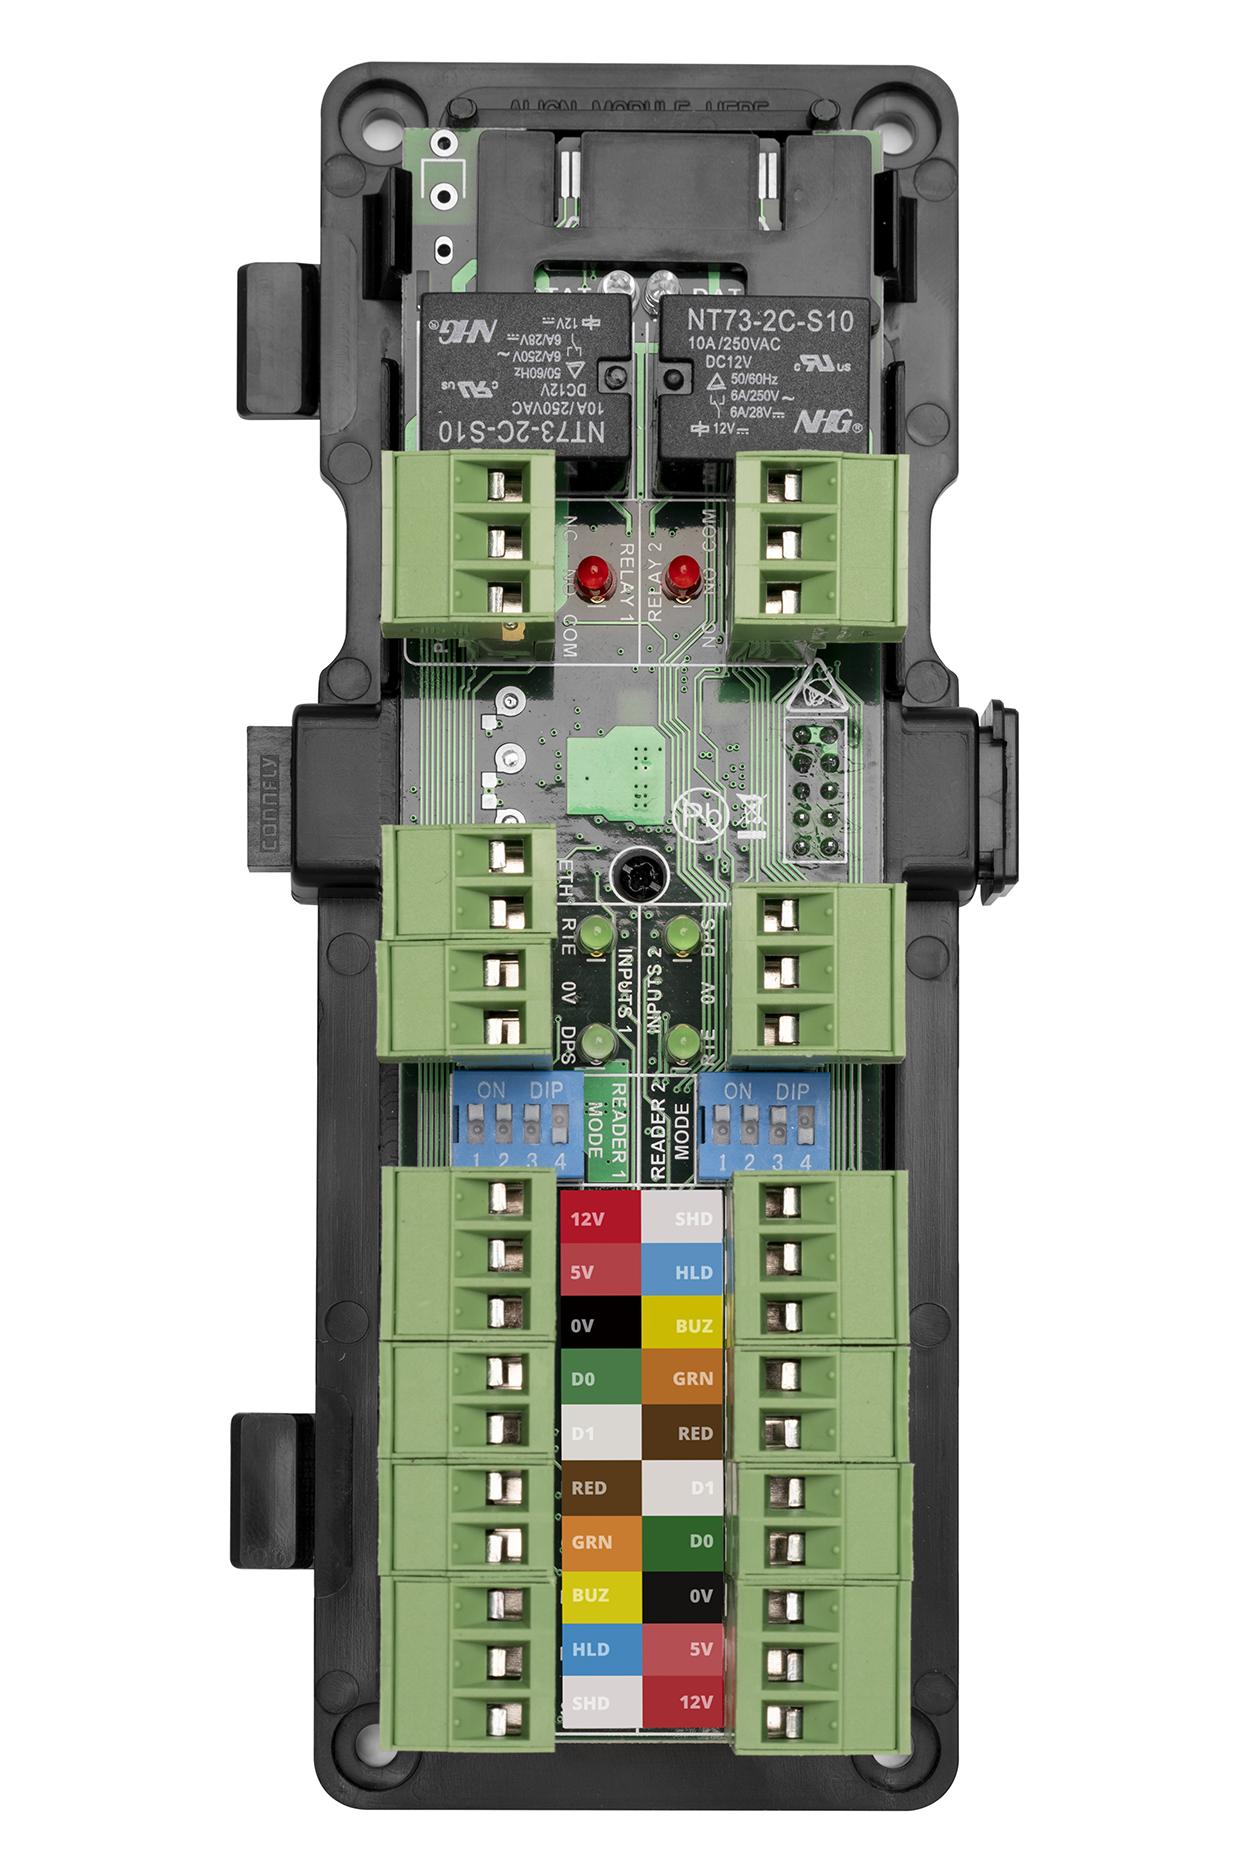 ALIGN MODULE HERE
NT73-2C-S10
10A/250VAC
DC12V
50/60Hz
6A/250V~
6A/28V
12V
NHG®
c US
NT73-2C-S10
10A/250VAC
DC12V
50/60Hz
6A/250V~
6A/28V
12V
NHG®
c US
NC
NO
COM
RELAY 1
RELAY 2
COM
NO
NC
Pb
CONNFLY
ETH
RTE
0V
DPS
INPUTS 1
INPUTS 2
DPS
0V
RTE
ON DIP
1 2 3 4
READER 1
MODE
READER 2
MODE
ON DIP
1 2 3 4
12V SHD
5V HLD
0V BUZ
D0 GRN
D1 RED
RED D1
GRN D0
BUZ 0V
HLD 5V
SHD 12V